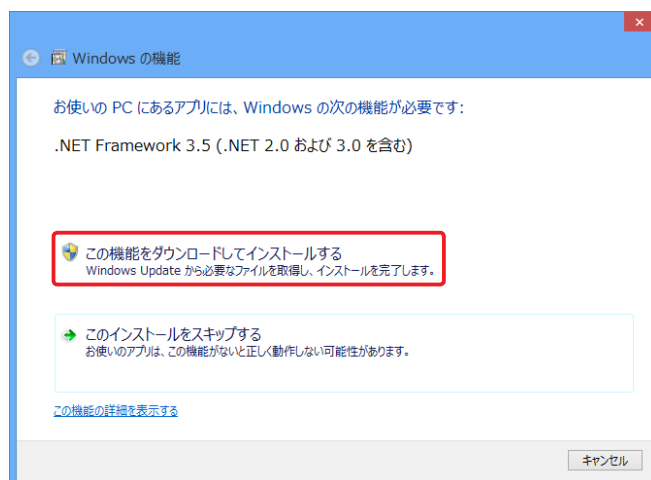 Windows の機能
お使いの PC にあるアプリには、Windows の次の機能が必要です:
.NET Framework 3.5 (.NET 2.0 および 3.0 を含む)
この機能をダウンロードしてインストールする
Windows Update から必要なファイルを取得し、インストールを完了します。
このインストールをスキップする
お使いのアプリは、この機能がないと正しく動作しない可能性があります。
この機能の詳細を表示する
キャンセル